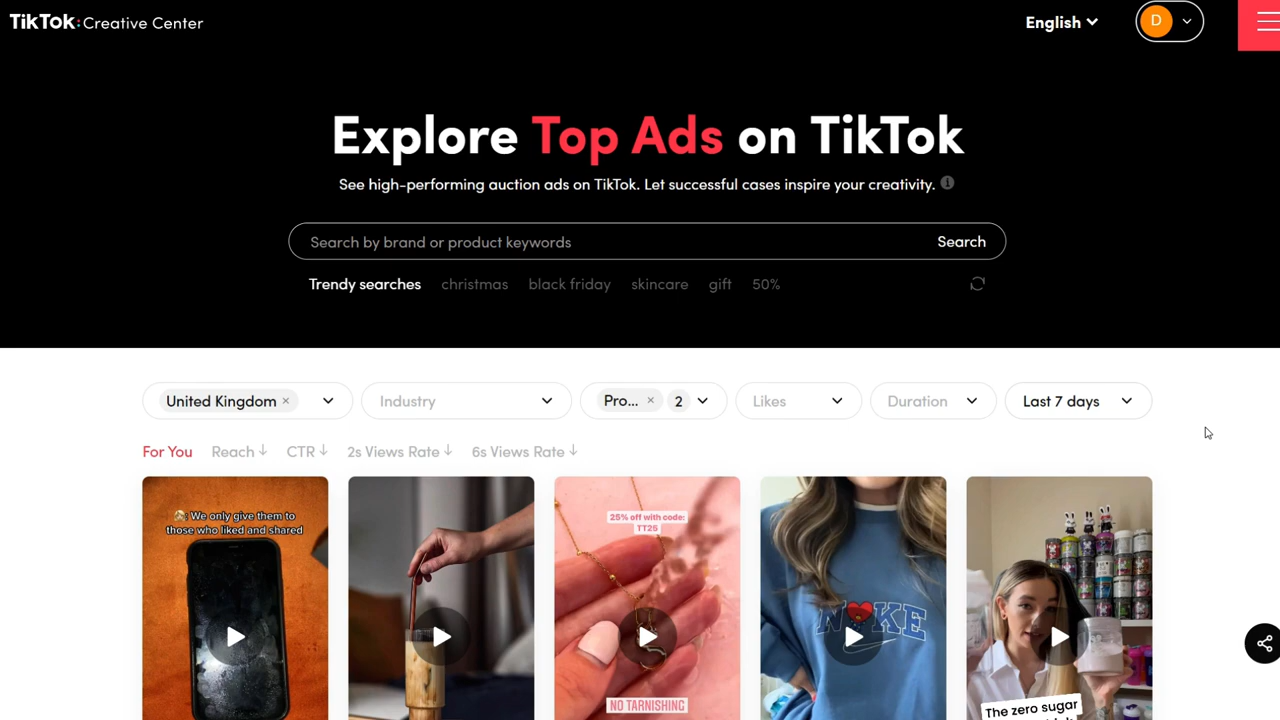 TikTok: Creative Center
English
D
Explore Top Ads on TikTok
See high-performing auction ads on TikTok. Let successful cases inspire your creativity.
Search by brand or product keywords
Search
Trendy searches christmas black friday skincare gift 50%
United Kingdom ×
Industry
Pro... × 2
Likes
Duration
Last 7 days
For You Reach CTR 2s Views Rate 6s Views Rate
: We only give them to
those who liked and shared
25% off with code:
TT25
NO TARNISHING
NKE
The zero sugar